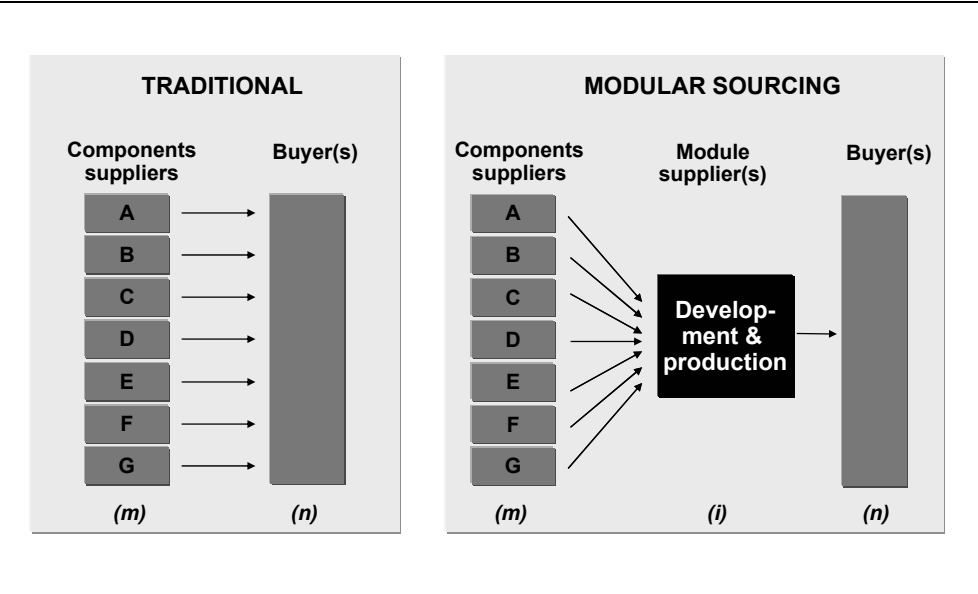 TRADITIONAL
Components
suppliers
Buyer(s)
A
B
C
D
E
F
G
(m)
(n)
MODULAR SOURCING
Components
suppliers
Module
supplier(s)
Buyer(s)
A
B
C
D
E
F
G
Develop-
ment &
production
(m)
(i)
(n)